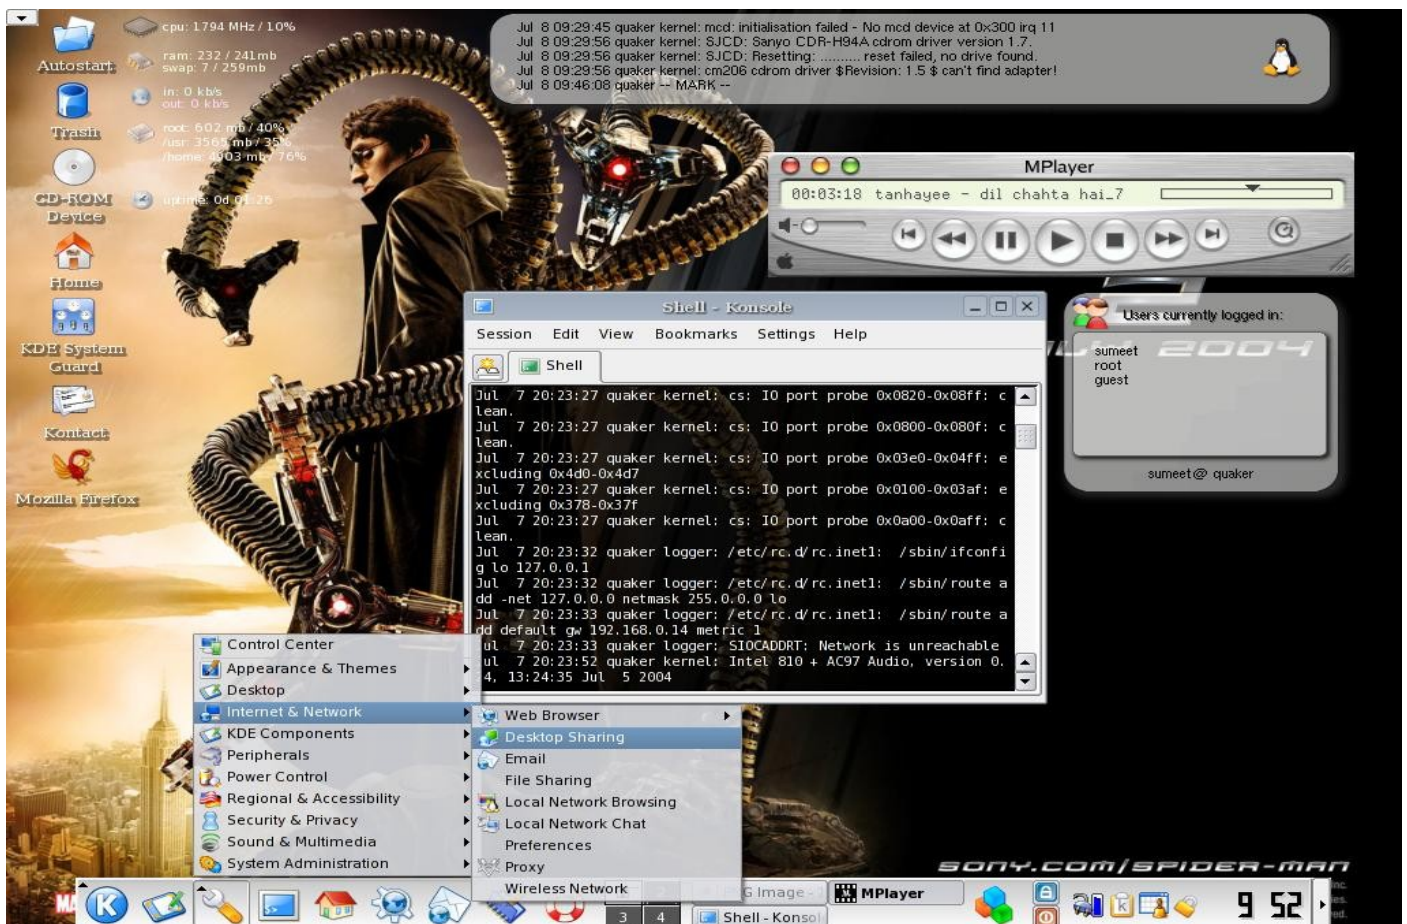 cpu: 1794 MHz / 10%
ram: 232 / 241mb
swap: 7 / 259mb
in: 0 kb/s
out: 0 kb/s
root: 602 mb / 40%
/usr: 3565 mb / 35%
/home: 4903 mb / 76%
uptime: 0d 01:26
Autostart
Trash
CD-ROM
Device
Home
KDE System
Guard
Kontact
Mozilla Firefox
Jul 8 09:29:45 quaker kernel: mcd: initialisation failed - No mcd device at 0x300 irq 11
Jul 8 09:29:56 quaker kernel: SJCD: Sanyo CDR-H94A cdrom driver version 1.7.
Jul 8 09:29:56 quaker kernel: SJCD: Resetting: .......... reset failed, no drive found.
Jul 8 09:29:56 quaker kernel: cm206 cdrom driver $Revision: 1.5 $ can't find adapter!
Jul 8 09:46:08 quaker -- MARK --
MPlayer
00:03:18 tanhayee - dil chahta hai_7
Users currently logged in:
sumeet
root
guest
sumeet@ quaker
2004
Shell - Konsole
Session Edit View Bookmarks Settings Help
Shell
Jul 7 20:23:27 quaker kernel: cs: IO port probe 0x0820-0x08ff: c
lean.
Jul 7 20:23:27 quaker kernel: cs: IO port probe 0x0800-0x080f: c
lean.
Jul 7 20:23:27 quaker kernel: cs: IO port probe 0x03e0-0x04ff: e
xcluding 0x4d0-0x4d7
Jul 7 20:23:27 quaker kernel: cs: IO port probe 0x0100-0x03af: e
xcluding 0x378-0x37f
Jul 7 20:23:27 quaker kernel: cs: IO port probe 0x0a00-0x0aff: c
lean.
Jul 7 20:23:32 quaker logger: /etc/rc.d/rc.inet1: /sbin/ifconfi
g lo 127.0.0.1
Jul 7 20:23:32 quaker logger: /etc/rc.d/rc.inet1: /sbin/route a
dd -net 127.0.0.0 netmask 255.0.0.0 lo
Jul 7 20:23:33 quaker logger: /etc/rc.d/rc.inet1: /sbin/route a
dd default gw 192.168.0.14 metric 1
ul 7 20:23:33 quaker logger: SIOCADDRT: Network is unreachable
ul 7 20:23:52 quaker kernel: Intel 810 + AC97 Audio, version 0.
4, 13:24:35 Jul 5 2004
Control Center
Appearance & Themes
Desktop
Internet & Network
KDE Components
Peripherals
Power Control
Regional & Accessibility
Security & Privacy
Sound & Multimedia
System Administration
Web Browser
Desktop Sharing
Email
File Sharing
Local Network Browsing
Local Network Chat
Preferences
Proxy
Wireless Network
SONY.COM/SPIDER-MAN
MA
3 4
G Image -
MPlayer
Shell - Konsol
9 52